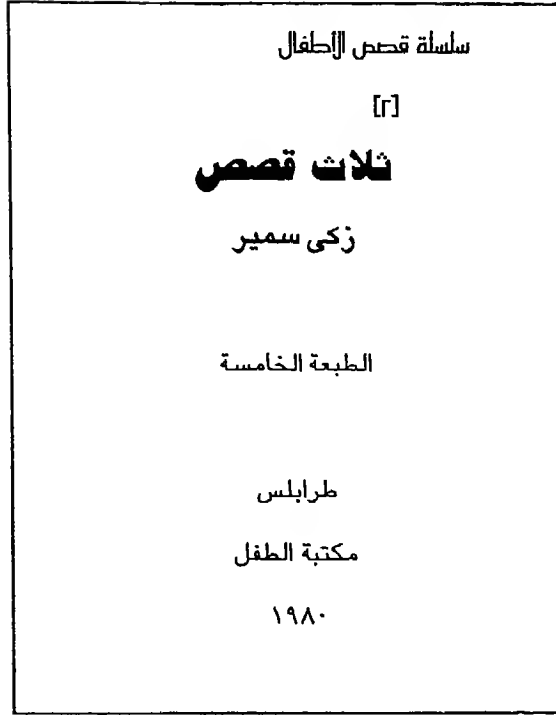 سلسلة قصص الأطفال
[٢]
ثلاث قصص
زكى سمير
الطبعة الخامسة
طرابلس
مكتبة الطفل
١٩٨٠